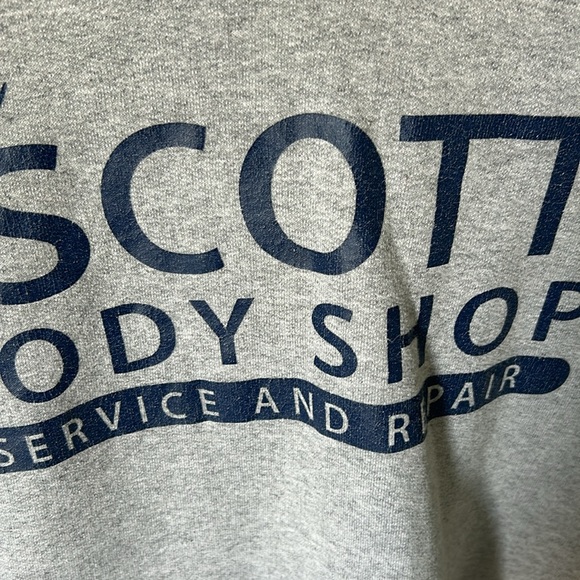 SCOTT
ODY SHOP
SERVICE AND REPAIR